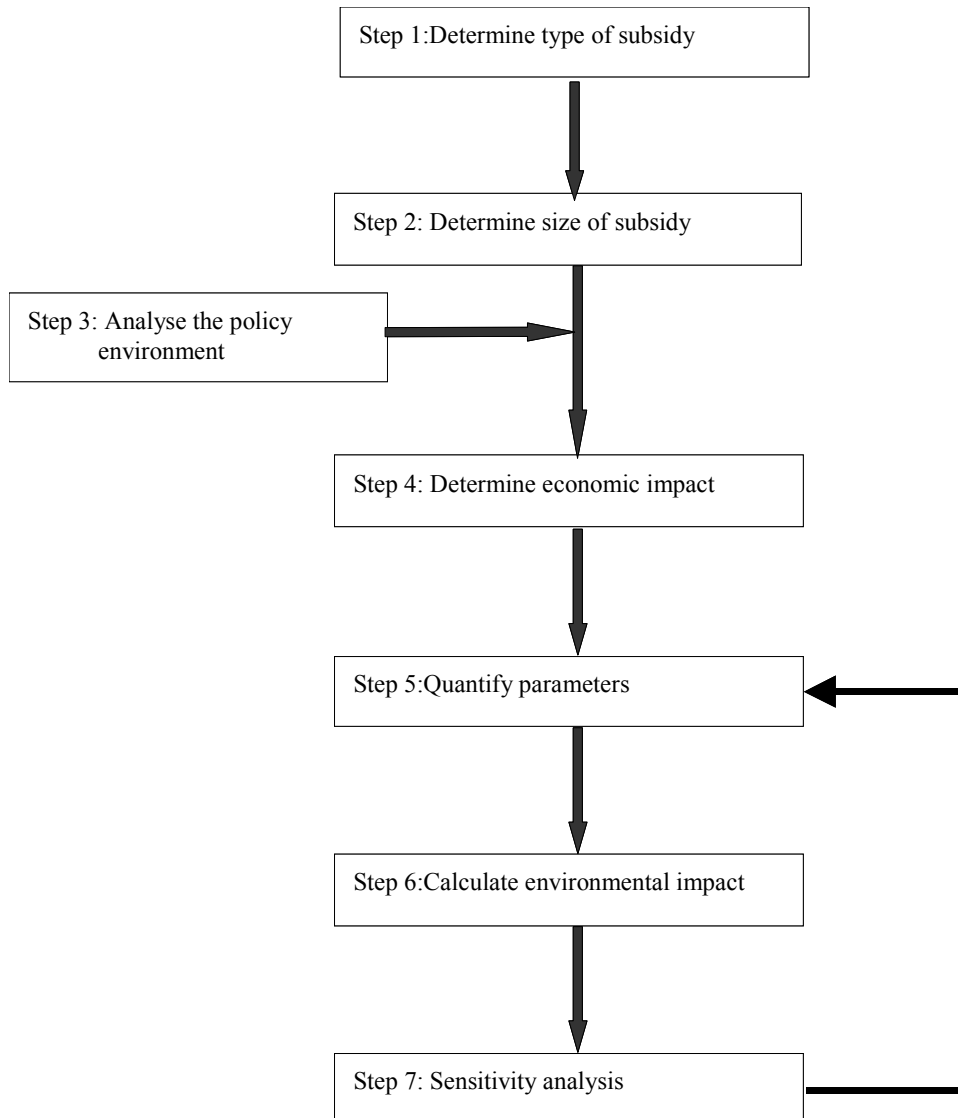 Step 1:Determine type of subsidy
Step 2: Determine size of subsidy
Step 3: Analyse the policy
environment
Step 4: Determine economic impact
Step 5:Quantify parameters
Step 6:Calculate environmental impact
Step 7: Sensitivity analysis